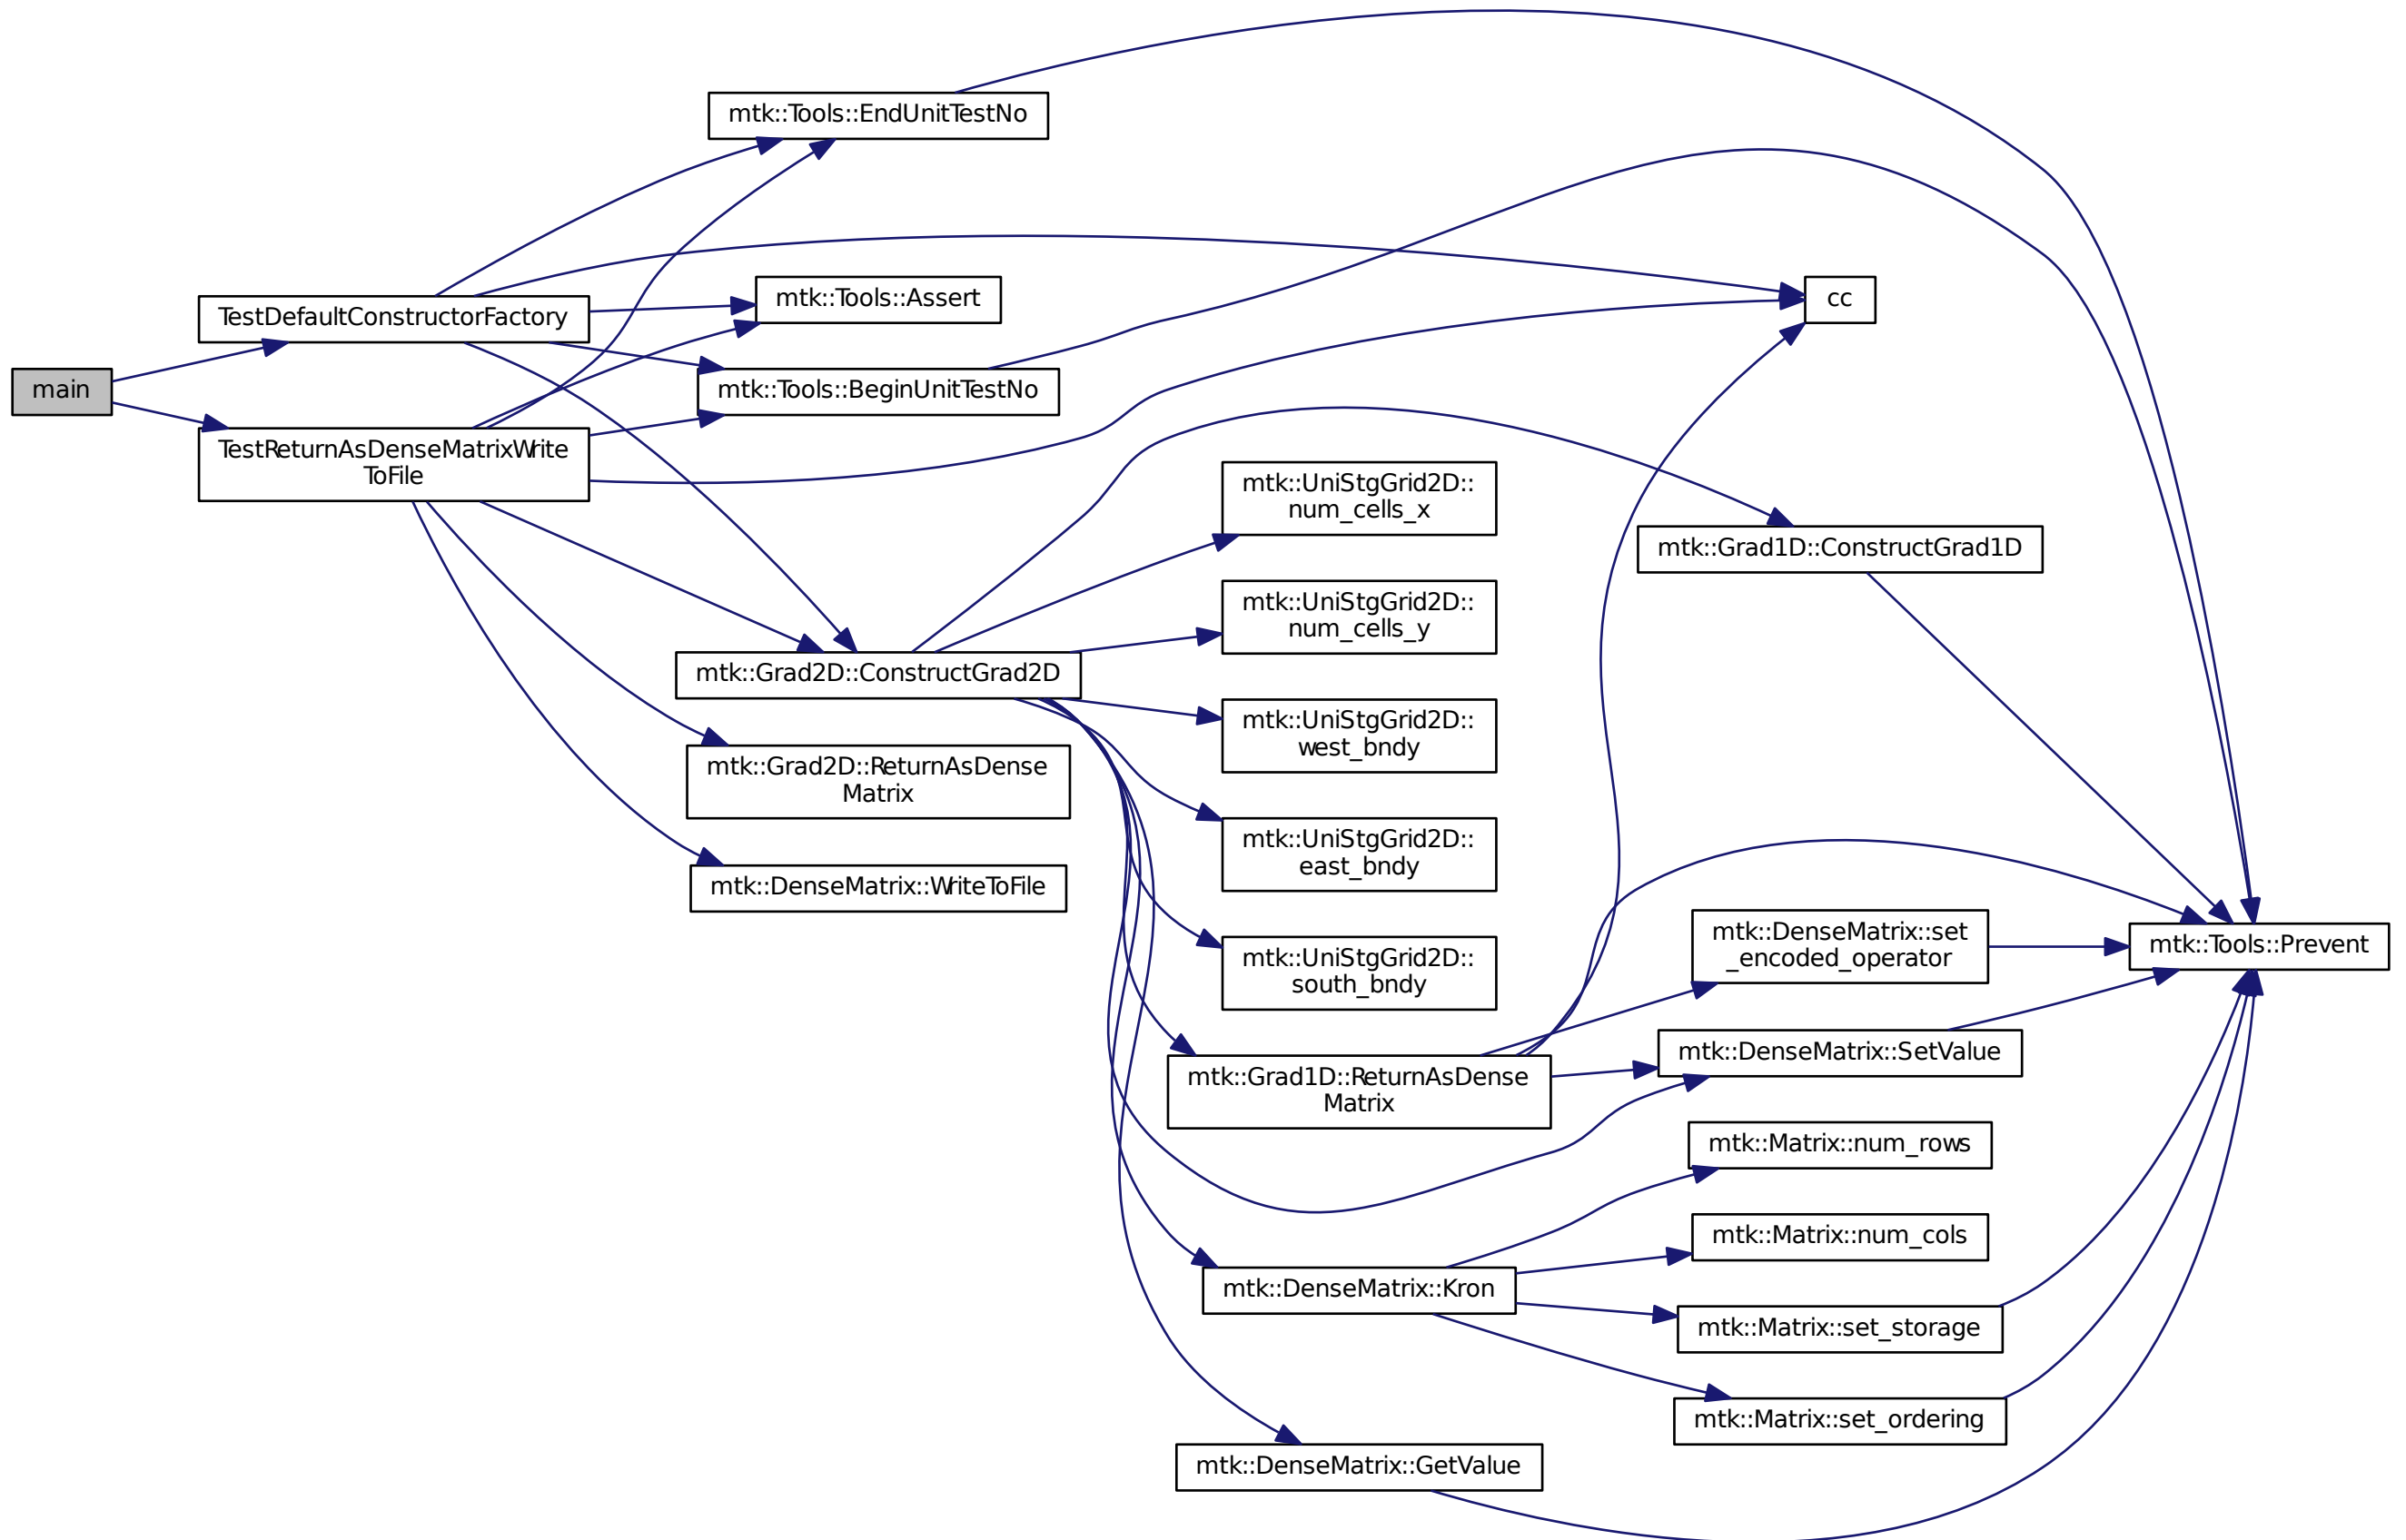 main
TestDefaultConstructorFactory
TestReturnAsDenseMatrixWrite
ToFile
mtk::Tools::EndUnitTestNo
mtk::Tools::Assert
mtk::Tools::BeginUnitTestNo
mtk::Grad2D::ConstructGrad2D
mtk::Grad2D::ReturnAsDense
Matrix
mtk::DenseMatrix::WriteToFile
mtk::UniStgGrid2D::
num_cells_x
mtk::UniStgGrid2D::
num_cells_y
mtk::UniStgGrid2D::
west_bndy
mtk::UniStgGrid2D::
east_bndy
mtk::UniStgGrid2D::
south_bndy
mtk::Grad1D::ReturnAsDense
Matrix
mtk::DenseMatrix::Kron
mtk::DenseMatrix::GetValue
cc
mtk::Grad1D::ConstructGrad1D
mtk::DenseMatrix::set
_encoded_operator
mtk::DenseMatrix::SetValue
mtk::Matrix::num_rows
mtk::Matrix::num_cols
mtk::Matrix::set_storage
mtk::Matrix::set_ordering
mtk::Tools::Prevent